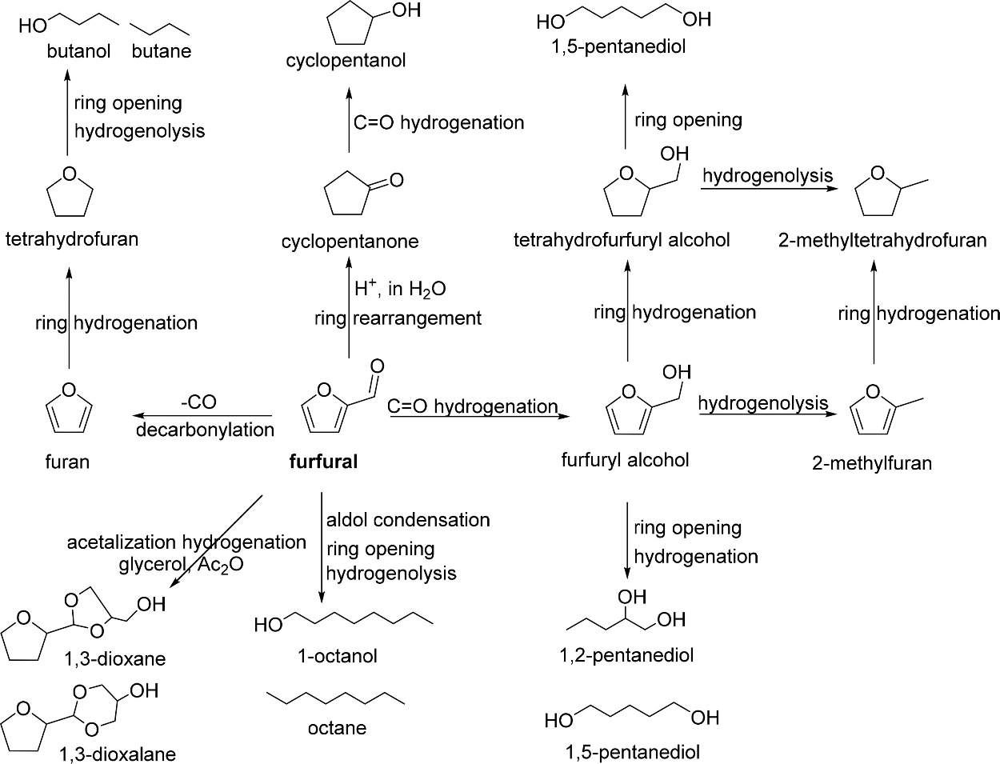 HO
butanol
butane
ring opening
hydrogenolysis
O
tetrahydrofuran
ring hydrogenation
O
furan
OH
cyclopentanol
C=O hydrogenation
O
cyclopentanone
H+, in H2O
ring rearrangement
O
O
furfural
-CO
decarbonylation
C=O hydrogenation
HO
OH
1,5-pentanediol
ring opening
OH
O
tetrahydrofurfuryl alcohol
hydrogenolysis
O
2-methyltetrahydrofuran
ring hydrogenation
ring hydrogenation
OH
O
furfuryl alcohol
hydrogenolysis
O
2-methylfuran
acetalization hydrogenation
glycerol, Ac2O
O
O
O
OH
1,3-dioxane
O
O
O
OH
1,3-dioxalane
aldol condensation
ring opening
hydrogenolysis
HO
1-octanol
octane
ring opening
hydrogenation
OH
OH
1,2-pentanediol
HO
OH
1,5-pentanediol